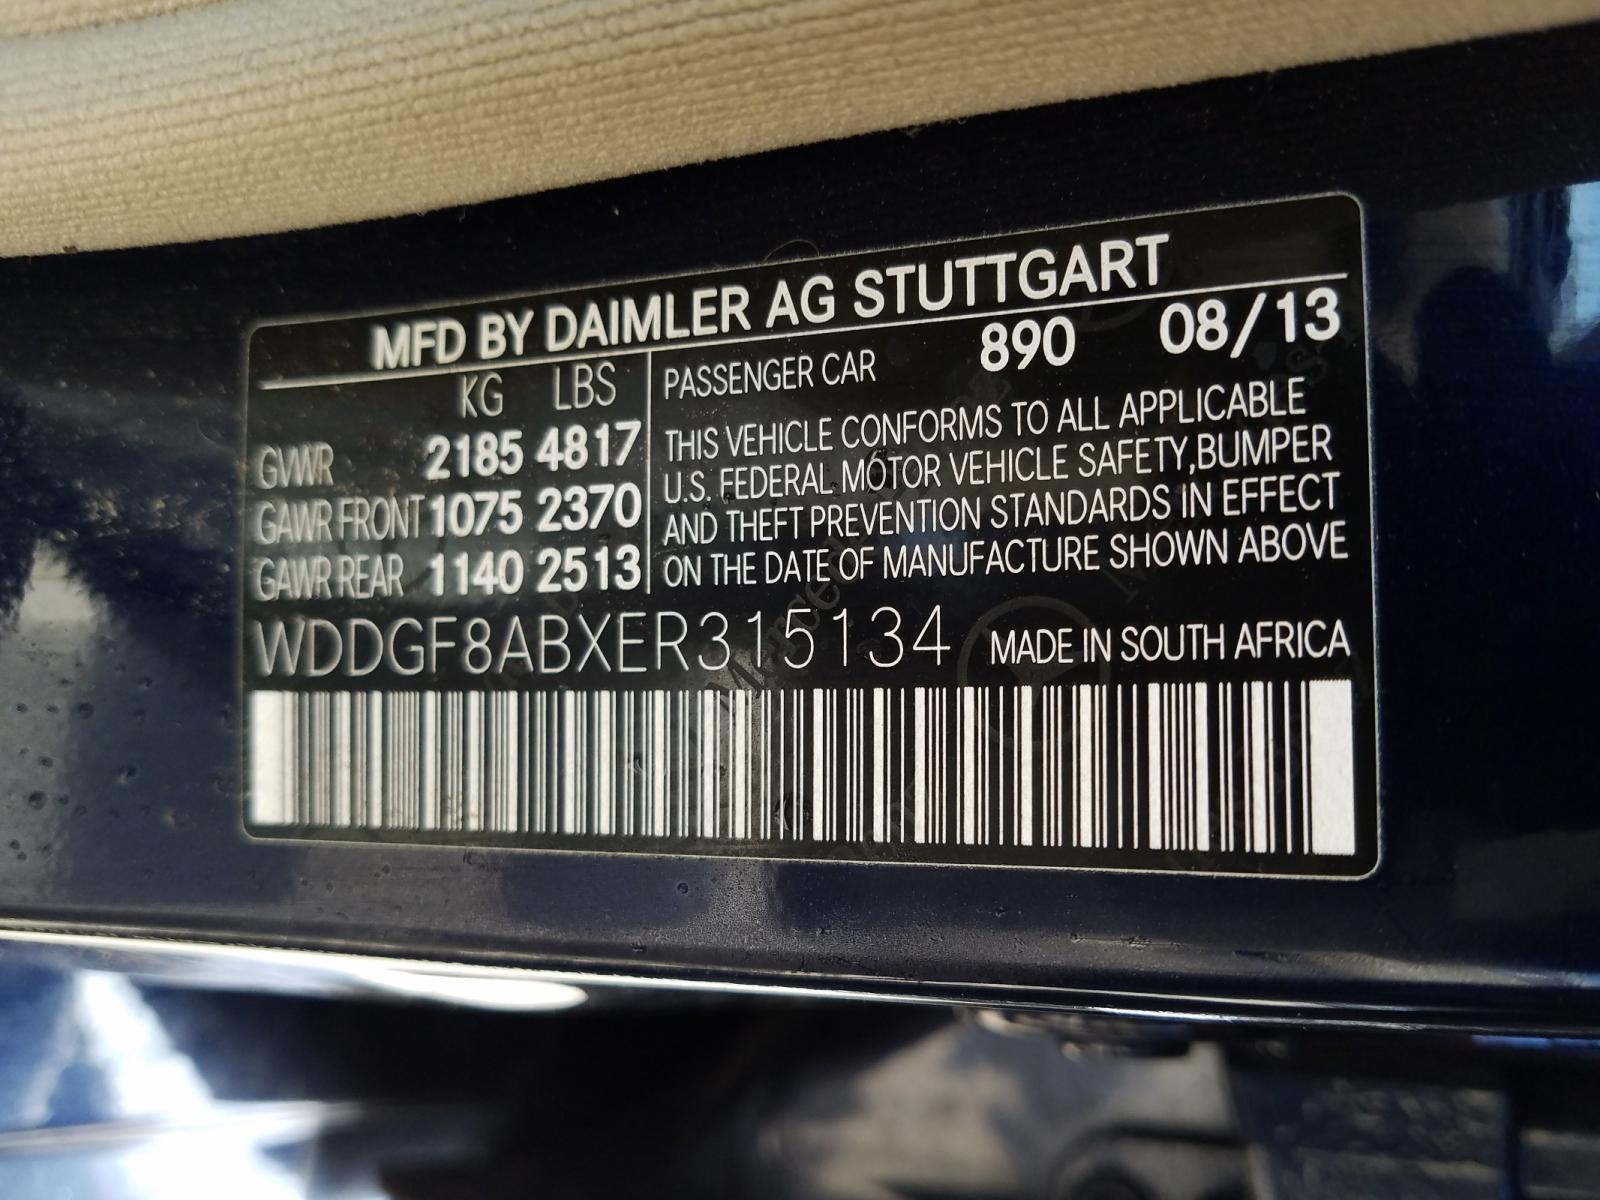 MFD BY DAIMLER AG STUTTGART
KG LBS
GVWR 2185 4817
GAWR FRONT 1075 2370
GAWR REAR 1140 2513
PASSENGER CAR 890 08/13
THIS VEHICLE CONFORMS TO ALL APPLICABLE
U.S. FEDERAL MOTOR VEHICLE SAFETY,BUMPER
AND THEFT PREVENTION STANDARDS IN EFFECT
ON THE DATE OF MANUFACTURE SHOWN ABOVE
WDDGF8ABXER315134 MADE IN SOUTH AFRICA